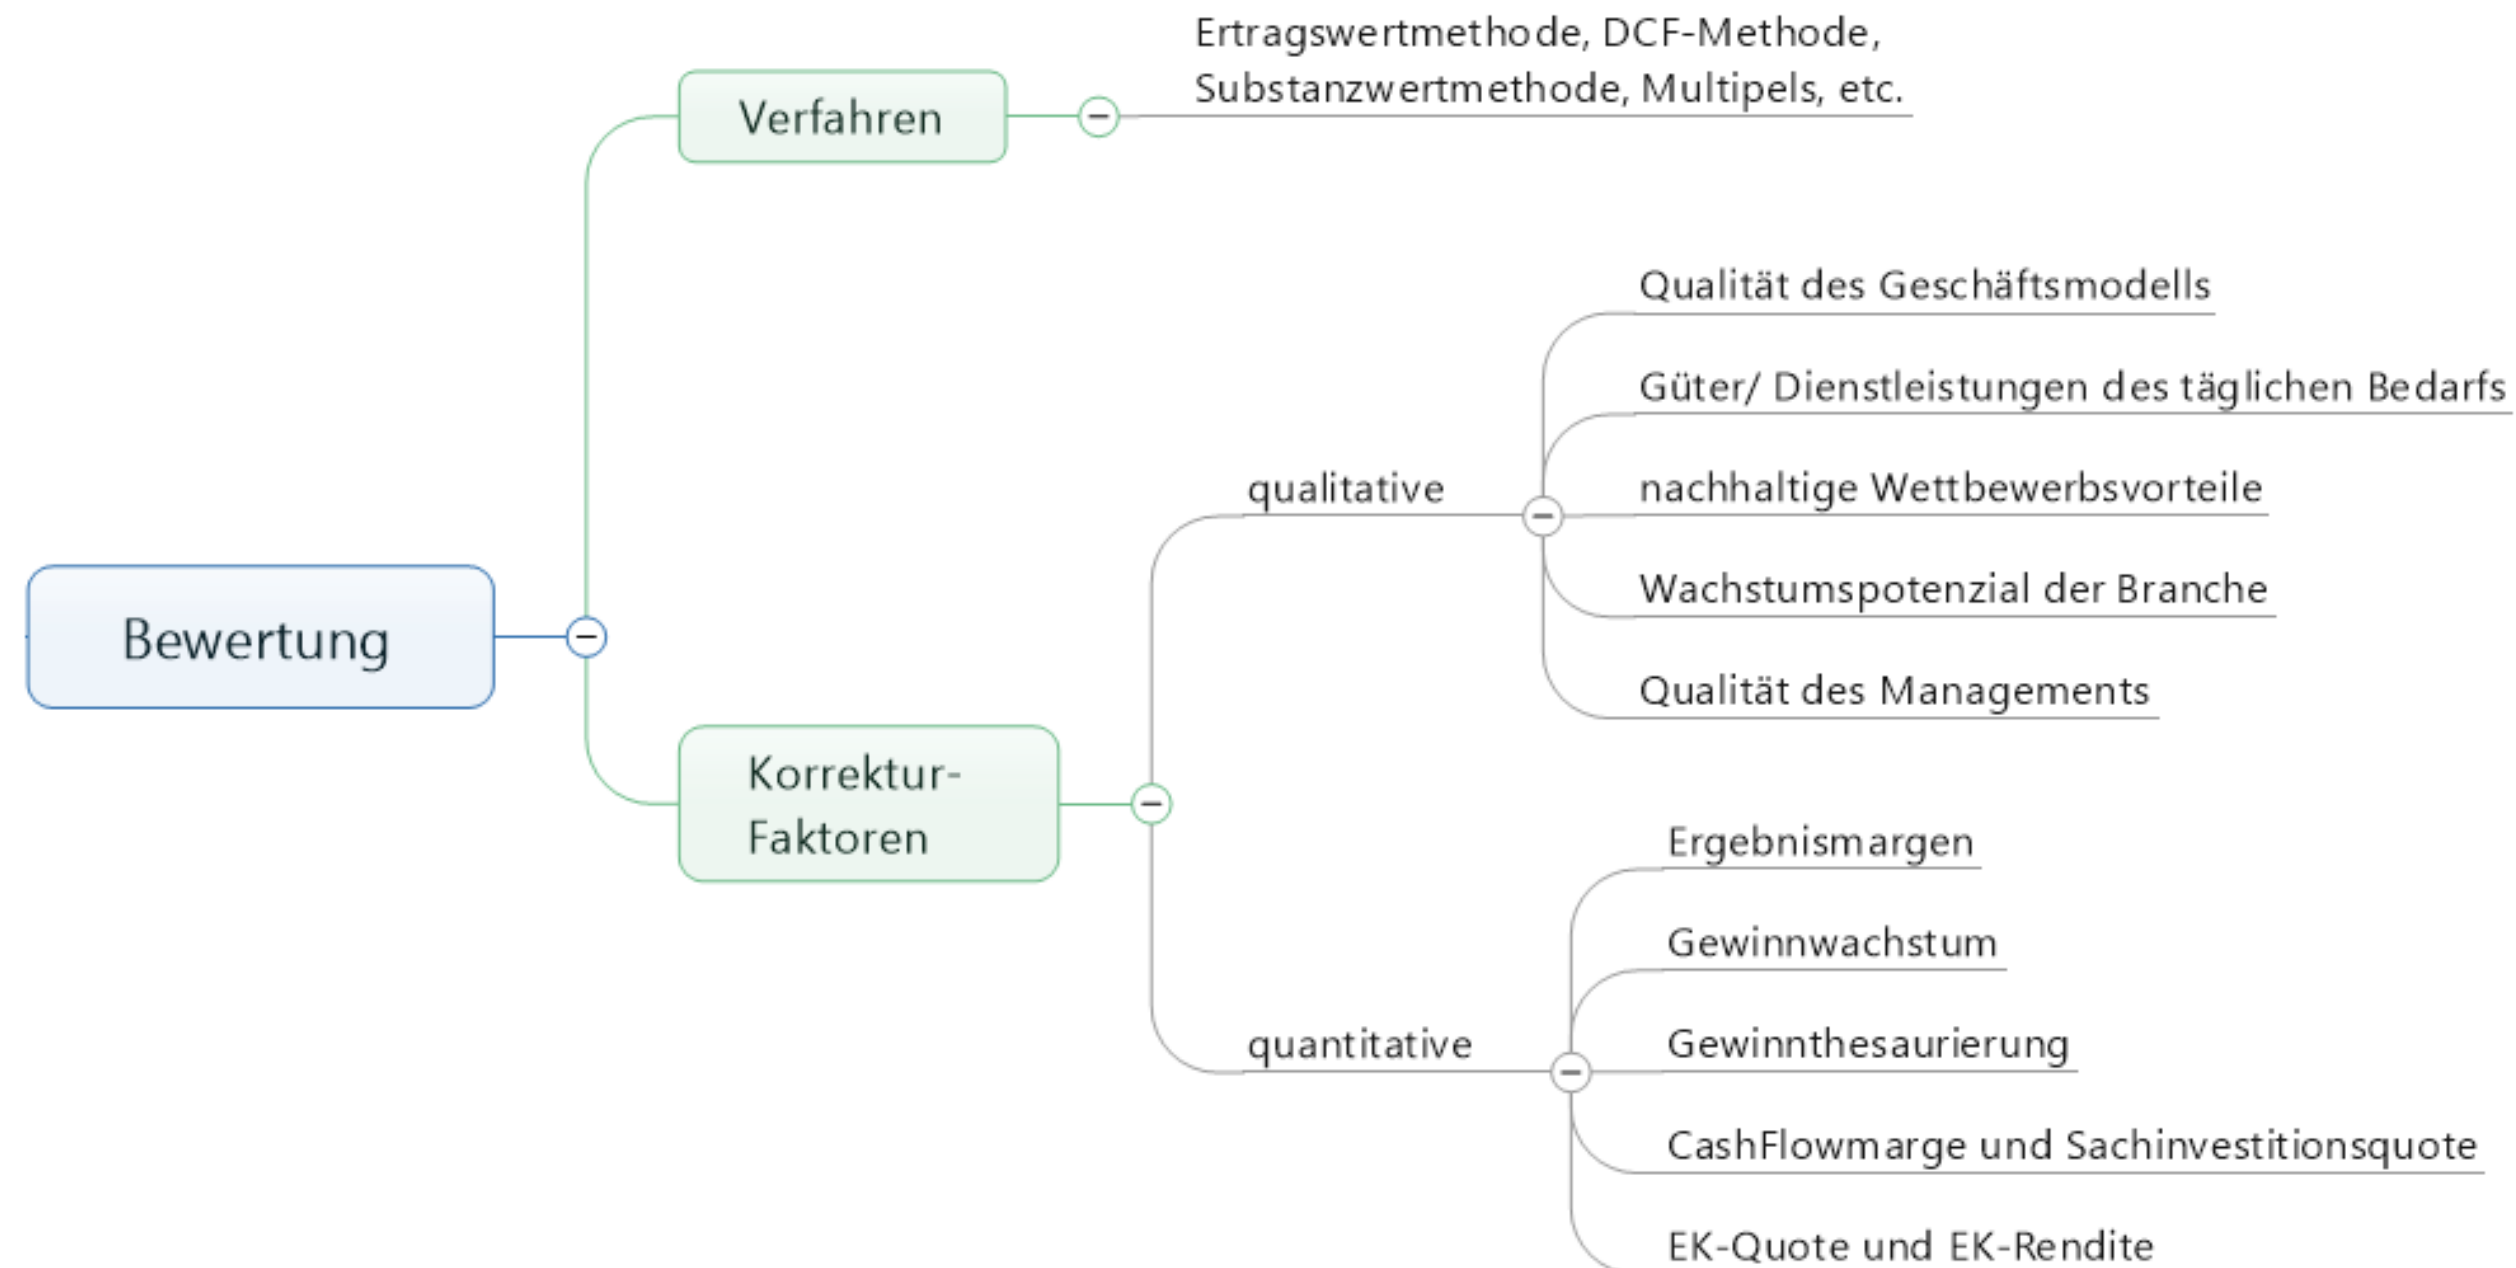 Bewertung
Verfahren
Ertragswertmethode, DCF-Methode,
Substanzwertmethode, Multipels, etc.
Korrektur-
Faktoren
qualitative
Qualität des Geschäftsmodells
Güter/ Dienstleistungen des täglichen Bedarfs
nachhaltige Wettbewerbsvorteile
Wachstumspotenzial der Branche
Qualität des Managements
quantitative
Ergebnismargen
Gewinnwachstum
Gewinnthesaurierung
CashFlowmarge und Sachinvestitionsquote
EK-Quote und EK-Rendite